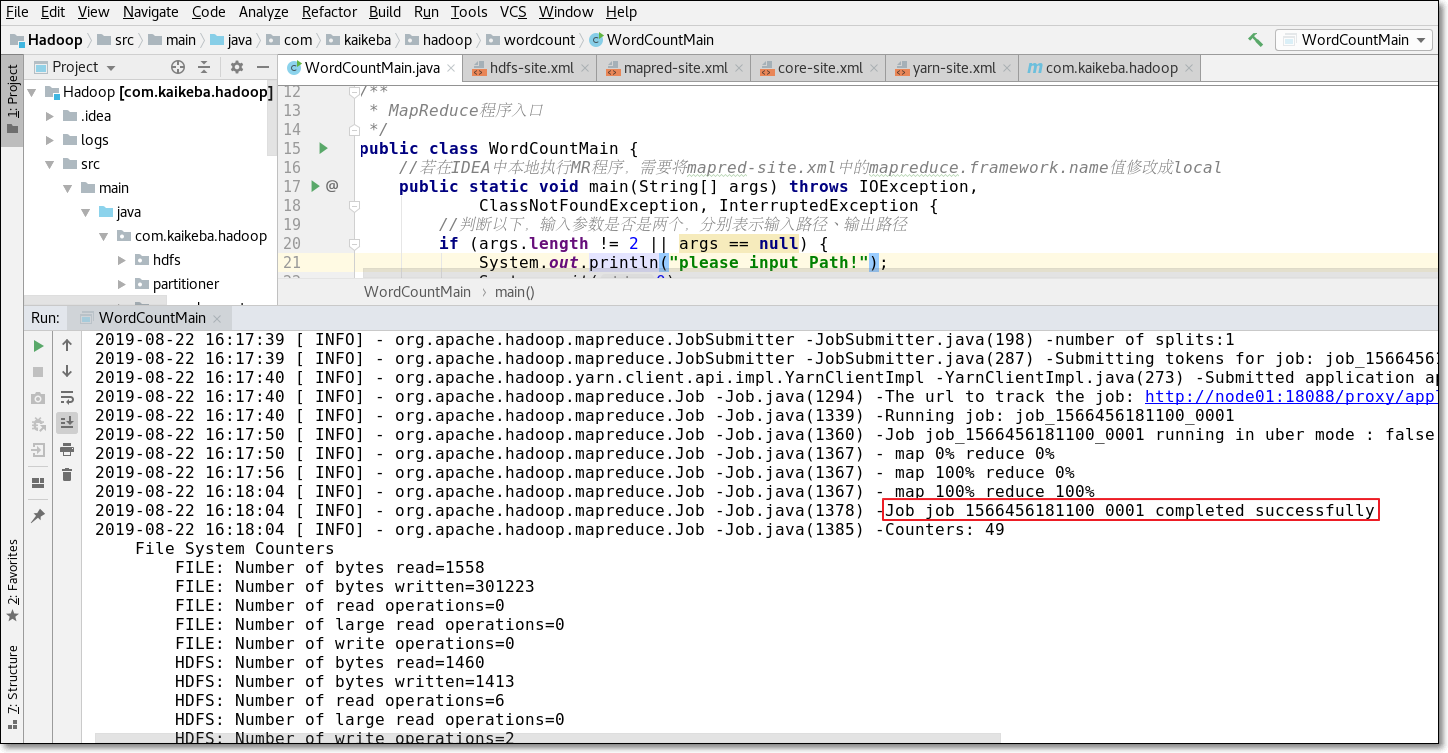 File Edit View Navigate Code Analyze Refactor Build Run Tools VCS Window Help
Hadoop src main java com kaikeba hadoop wordcount WordCountMain WordCountMain
1: Project
Project
WordCountMain.java hdfs-site.xml mapred-site.xml core-site.xml yarn-site.xml com.kaikeba.hadoop
Hadoop [com.kaikeba.hadoop]
.idea
logs
src
main
java
com.kaikeba.hadoop
hdfs
partitioner
12 /**
13 * MapReduce程序入口
14 */
15 public class WordCountMain {
16 //若在IDEA中本地执行MR程序，需要将mapred-site.xml中的mapreduce.framework.name值修改成local
17 @ public static void main(String[] args) throws IOException,
18 ClassNotFoundException, InterruptedException {
19 //判断以下，输入参数是否是两个，分别表示输入路径、输出路径
20 if (args.length != 2 || args == null) {
21 System.out.println("please input Path!");
WordCountMain › main()
Run: WordCountMain
2019-08-22 16:17:39 [ INFO] - org.apache.hadoop.mapreduce.JobSubmitter -JobSubmitter.java(198) -number of splits:1
2019-08-22 16:17:39 [ INFO] - org.apache.hadoop.mapreduce.JobSubmitter -JobSubmitter.java(287) -Submitting tokens for job: job_1566456
2019-08-22 16:17:40 [ INFO] - org.apache.hadoop.yarn.client.api.impl.YarnClientImpl -YarnClientImpl.java(273) -Submitted application ap
2019-08-22 16:17:40 [ INFO] - org.apache.hadoop.mapreduce.Job -Job.java(1294) -The url to track the job: http://node01:18088/proxy/app
2019-08-22 16:17:40 [ INFO] - org.apache.hadoop.mapreduce.Job -Job.java(1339) -Running job: job_1566456181100_0001
2019-08-22 16:17:50 [ INFO] - org.apache.hadoop.mapreduce.Job -Job.java(1360) -Job job_1566456181100_0001 running in uber mode : false
2019-08-22 16:17:50 [ INFO] - org.apache.hadoop.mapreduce.Job -Job.java(1367) - map 0% reduce 0%
2019-08-22 16:17:56 [ INFO] - org.apache.hadoop.mapreduce.Job -Job.java(1367) - map 100% reduce 0%
2019-08-22 16:18:04 [ INFO] - org.apache.hadoop.mapreduce.Job -Job.java(1367) - map 100% reduce 100%
2019-08-22 16:18:04 [ INFO] - org.apache.hadoop.mapreduce.Job -Job.java(1378) -Job job_1566456181100_0001 completed successfully
2019-08-22 16:18:04 [ INFO] - org.apache.hadoop.mapreduce.Job -Job.java(1385) -Counters: 49
File System Counters
FILE: Number of bytes read=1558
FILE: Number of bytes written=301223
FILE: Number of read operations=0
FILE: Number of large read operations=0
FILE: Number of write operations=0
HDFS: Number of bytes read=1460
HDFS: Number of bytes written=1413
HDFS: Number of read operations=6
HDFS: Number of large read operations=0
HDFS: Number of write operations=2
2: Favorites
7: Structure